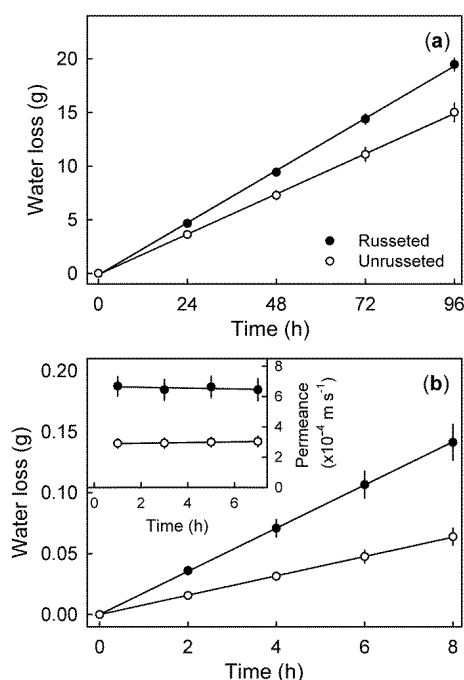 (a)
20
15
10
5
0
Water loss (g)
Russeted
Unrusseted
0 24 48 72 96
Time (h)
(b)
0.20
0.15
0.10
0.05
0.00
Water loss (g)
8
6
4
2
0
Permeance
(x10⁻⁴ m s⁻¹)
0 2 4 6
Time (h)
0 2 4 6 8
Time (h)